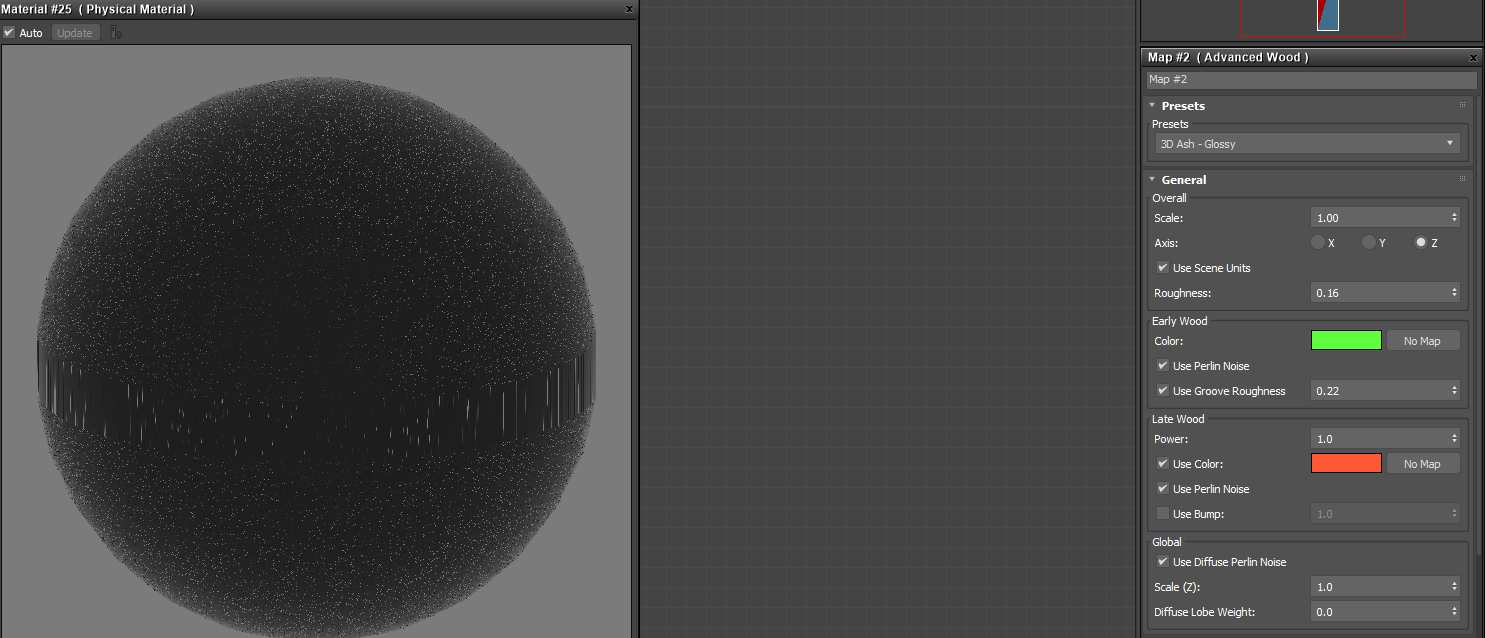 Material #25 ( Physical Material )
x
Auto
Update
Map #2 ( Advanced Wood )
x
Map #2
Presets
Presets
3D Ash - Glossy
General
Overall
Scale:
1.00
Axis:
X
Y
Z
Use Scene Units
Roughness:
0.16
Early Wood
Color:
No Map
Use Perlin Noise
Use Groove Roughness
0.22
Late Wood
Power:
1.0
Use Color:
No Map
Use Perlin Noise
Use Bump:
1.0
Global
Use Diffuse Perlin Noise
Scale (Z):
1.0
Diffuse Lobe Weight:
0.0